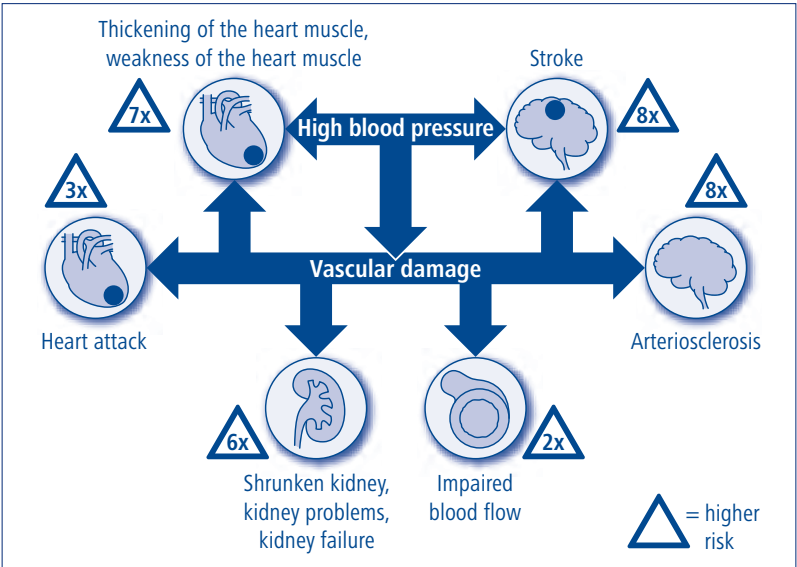 Thickening of the heart muscle,
weakness of the heart muscle
Stroke
7x
High blood pressure
8x
3x
8x
Vascular damage
Heart attack
Arteriosclerosis
6x
2x
Shrunken kidney,
kidney problems,
kidney failure
Impaired
blood flow
= higher
risk